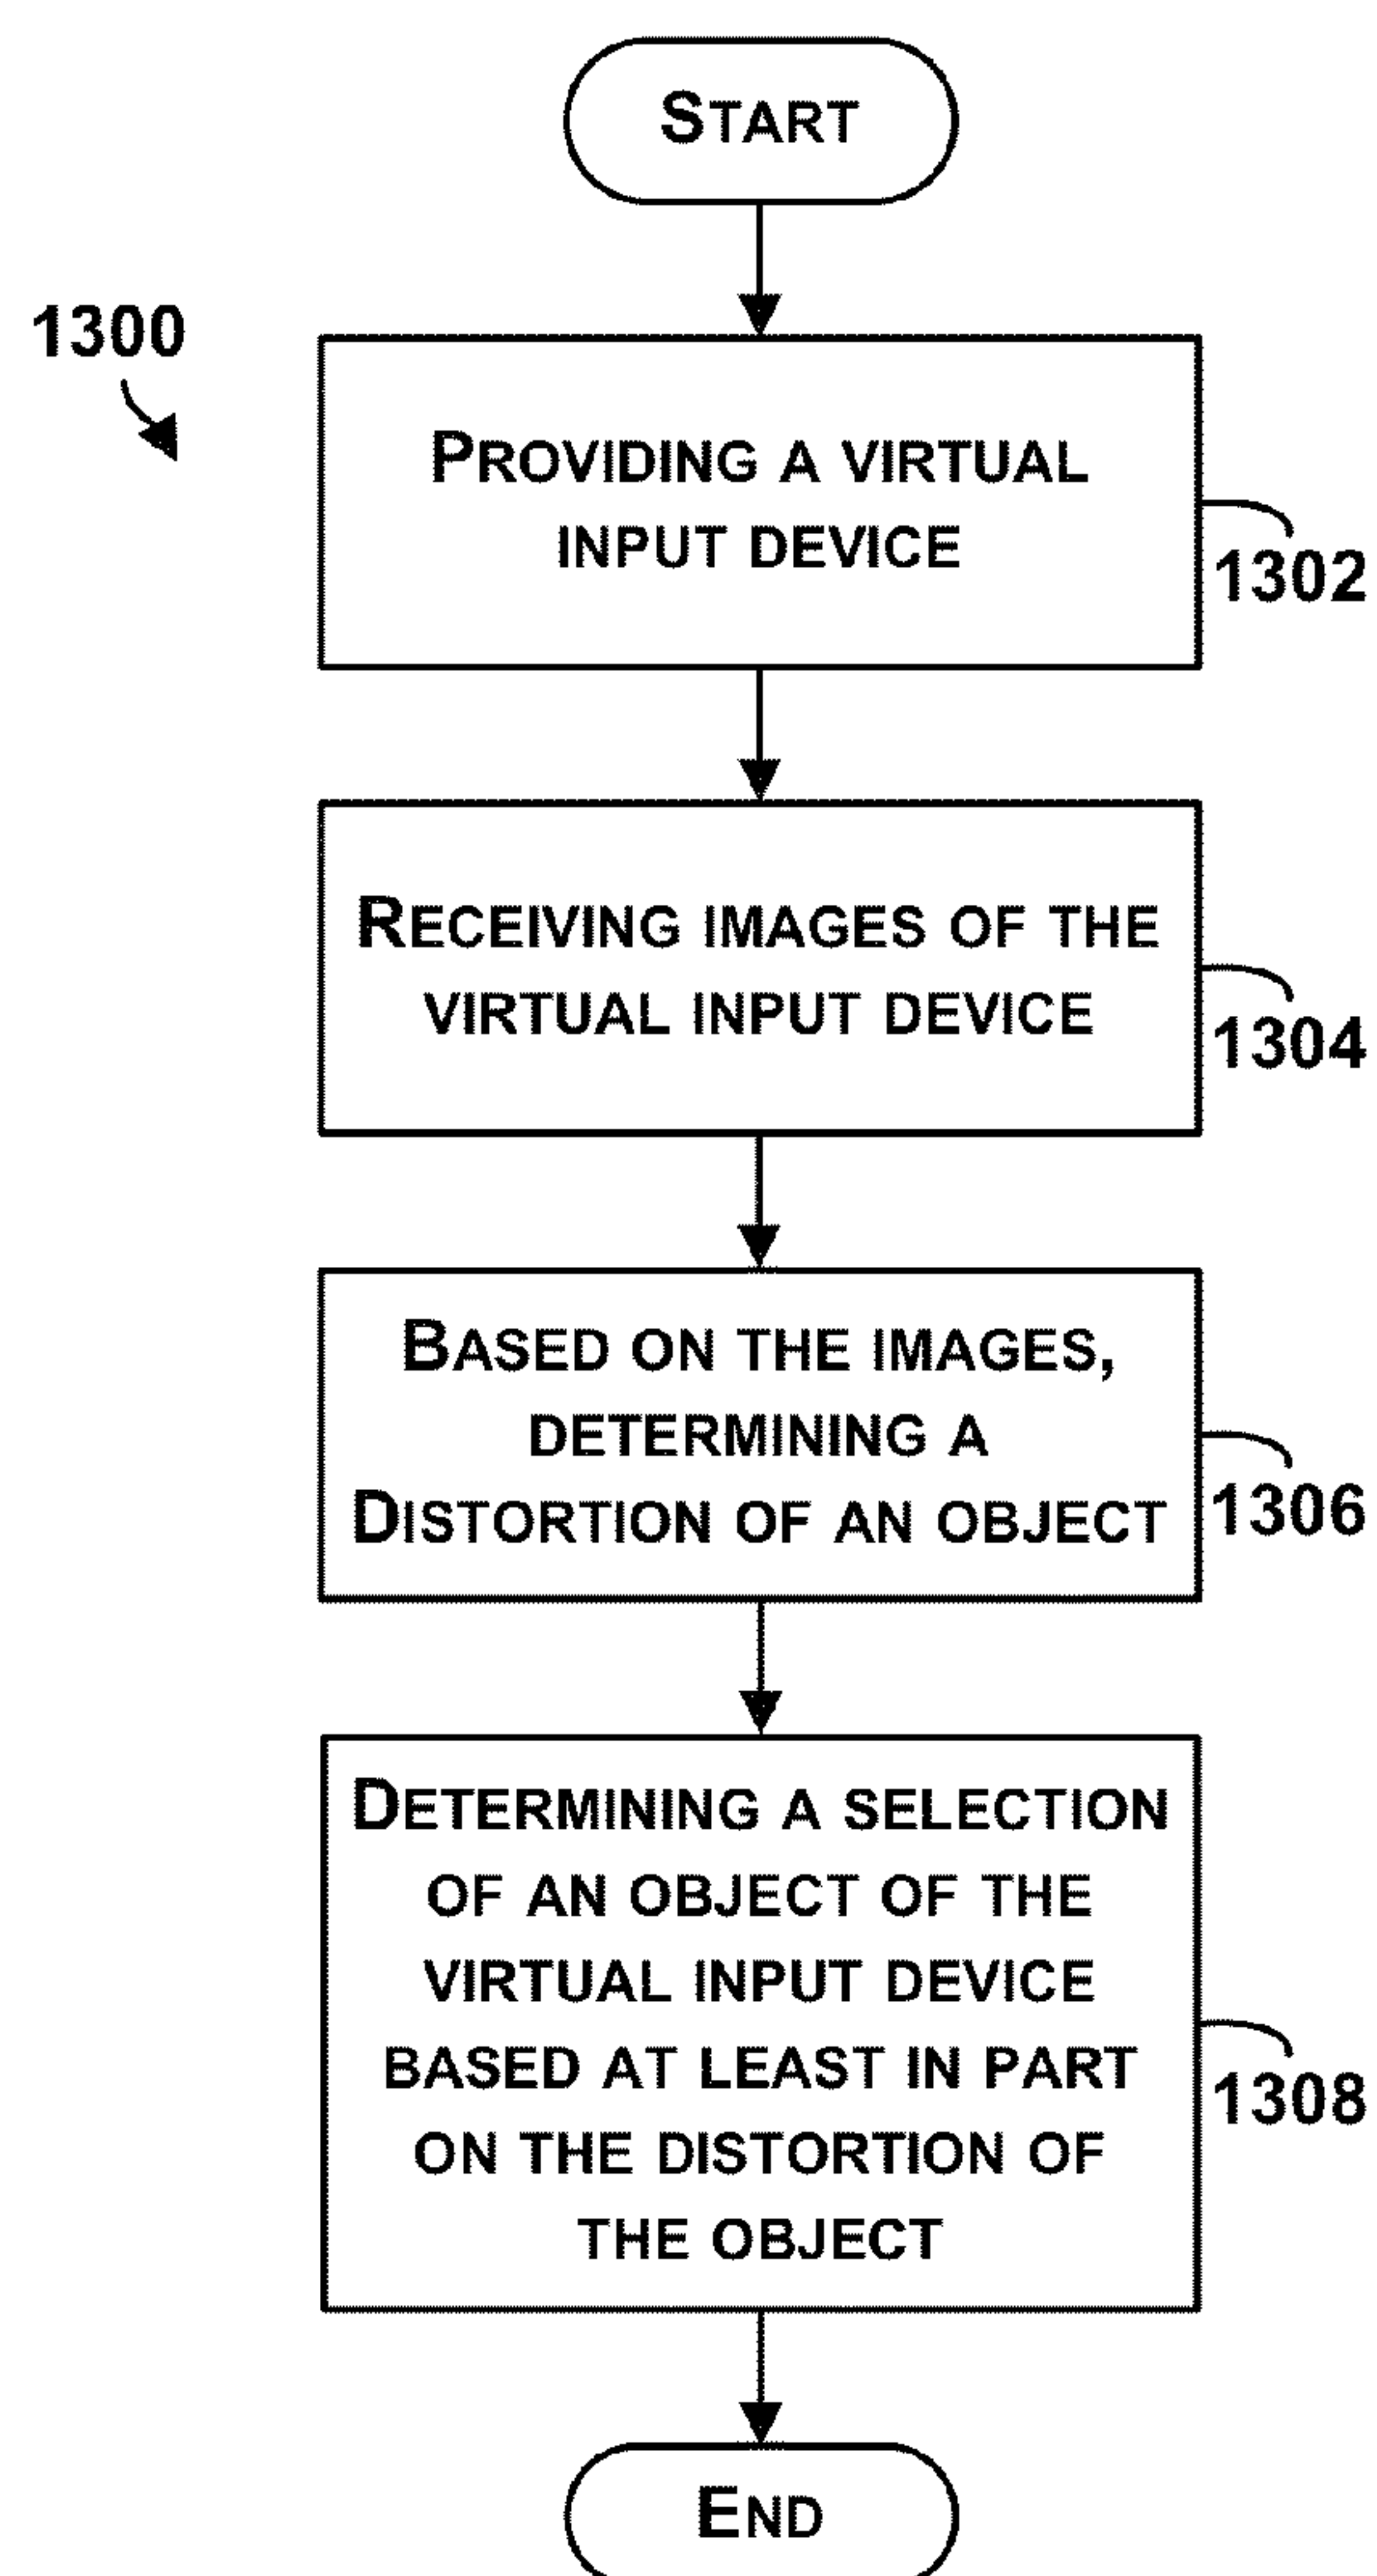 START
1300
PROVIDING A VIRTUAL
INPUT DEVICE
1302
RECEIVING IMAGES OF THE
VIRTUAL INPUT DEVICE
1304
BASED ON THE IMAGES,
DETERMINING A
DISTORTION OF AN OBJECT
1306
DETERMINING A SELECTION
OF AN OBJECT OF THE
VIRTUAL INPUT DEVICE
BASED AT LEAST IN PART
ON THE DISTORTION OF
THE OBJECT
1308
END